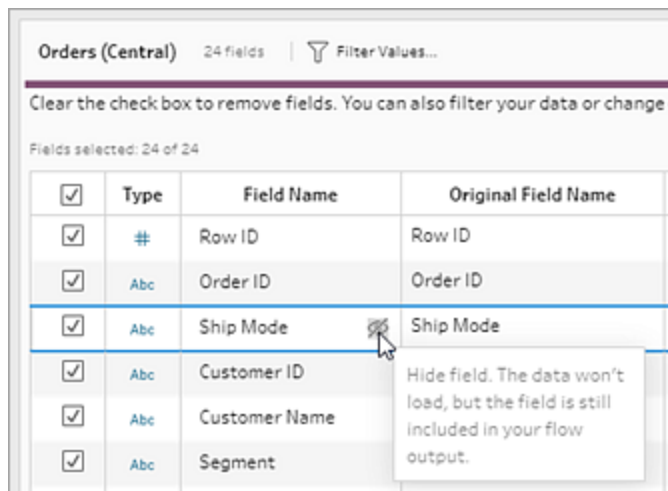 Orders (Central) 24 fields Filter Values...
Clear the check box to remove fields. You can also filter your data or change
Fields selected: 24 of 24
Type Field Name Original Field Name
# Row ID Row ID
Abc Order ID Order ID
Abc Ship Mode Ship Mode
Abc Customer ID
Hide field. The data won't
load, but the field is still
included in your flow
output.
Abc Customer Name
Abc Segment